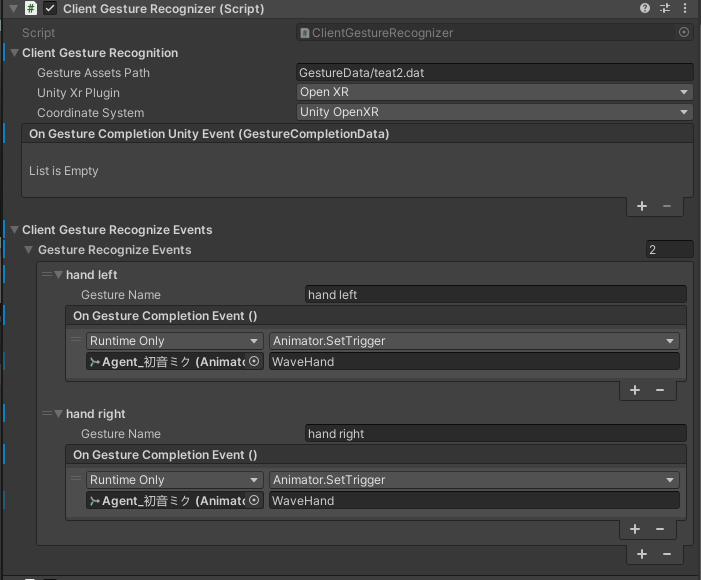 Client Gesture Recognizer (Script)
Script ClientGestureRecognizer
Client Gesture Recognition
Gesture Assets Path GestureData/teat2.dat
Unity Xr Plugin Open XR
Coordinate System Unity OpenXR
On Gesture Completion Unity Event (GestureCompletionData)
List is Empty
Client Gesture Recognize Events
Gesture Recognize Events 2
hand left
Gesture Name hand left
On Gesture Completion Event ()
Runtime Only Animator.SetTrigger
Agent_初音ミク (Animato WaveHand
hand right
Gesture Name hand right
On Gesture Completion Event ()
Runtime Only Animator.SetTrigger
Agent_初音ミク (Animato WaveHand